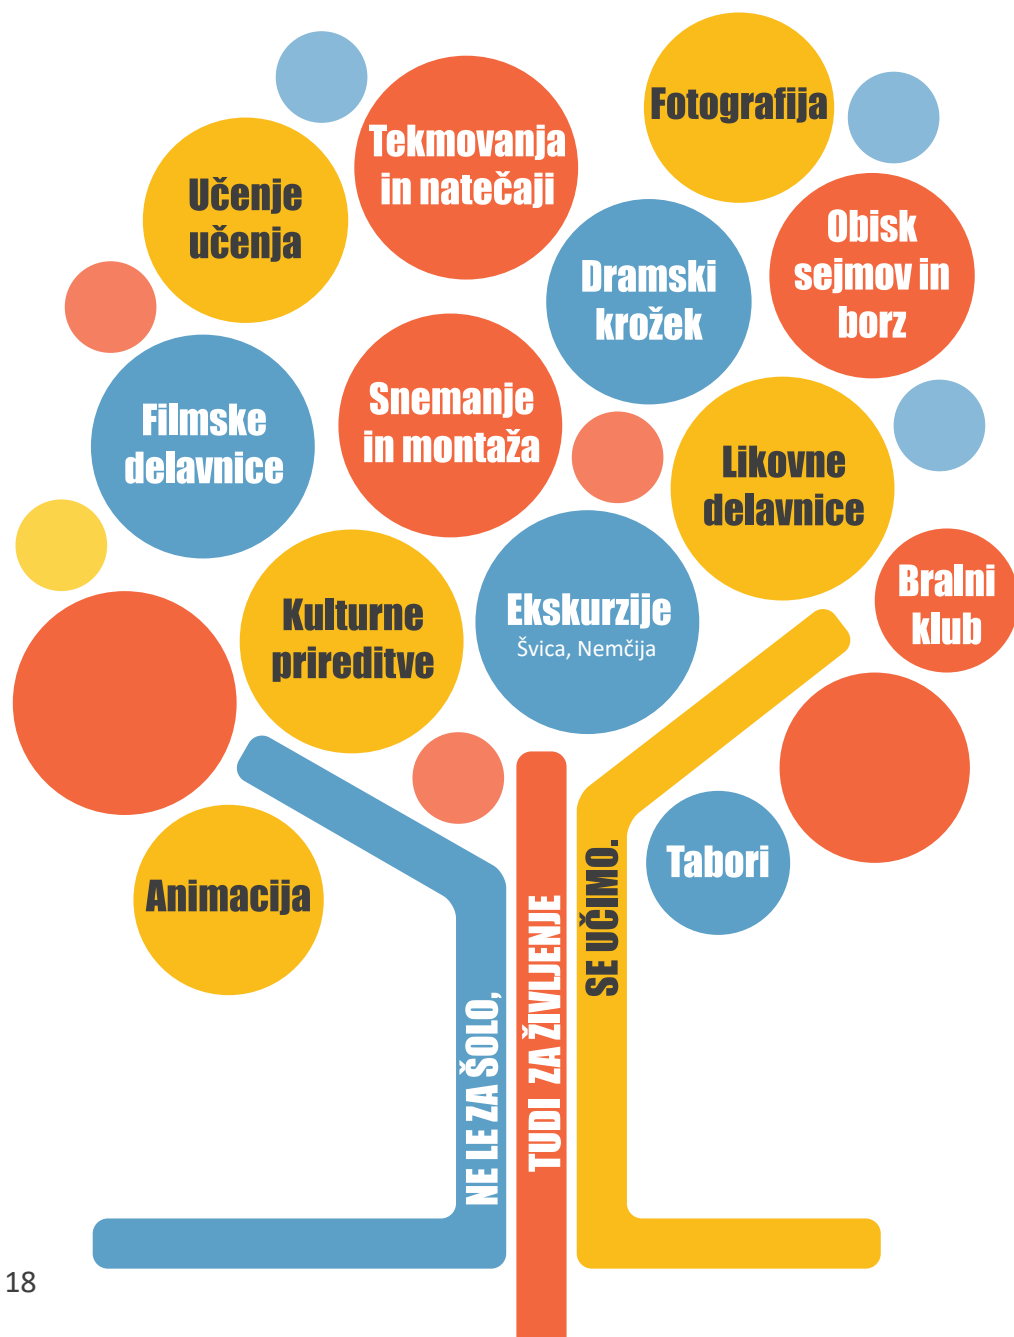 Fotografija
Tekmovanja
in natečaji
Učenje
učenja
Obisk
sejmov in
borz
Dramski
krožek
Snemanje
in montaža
Filmske
delavnice
Likovne
delavnice
Bralni
klub
Ekskurzije
Švica, Nemčija
Kulturne
prireditve
Tabori
Animacija
NE LE ZA ŠOLO,
TUDI ZA ŽIVLJENJE
SE UČIMO.
18